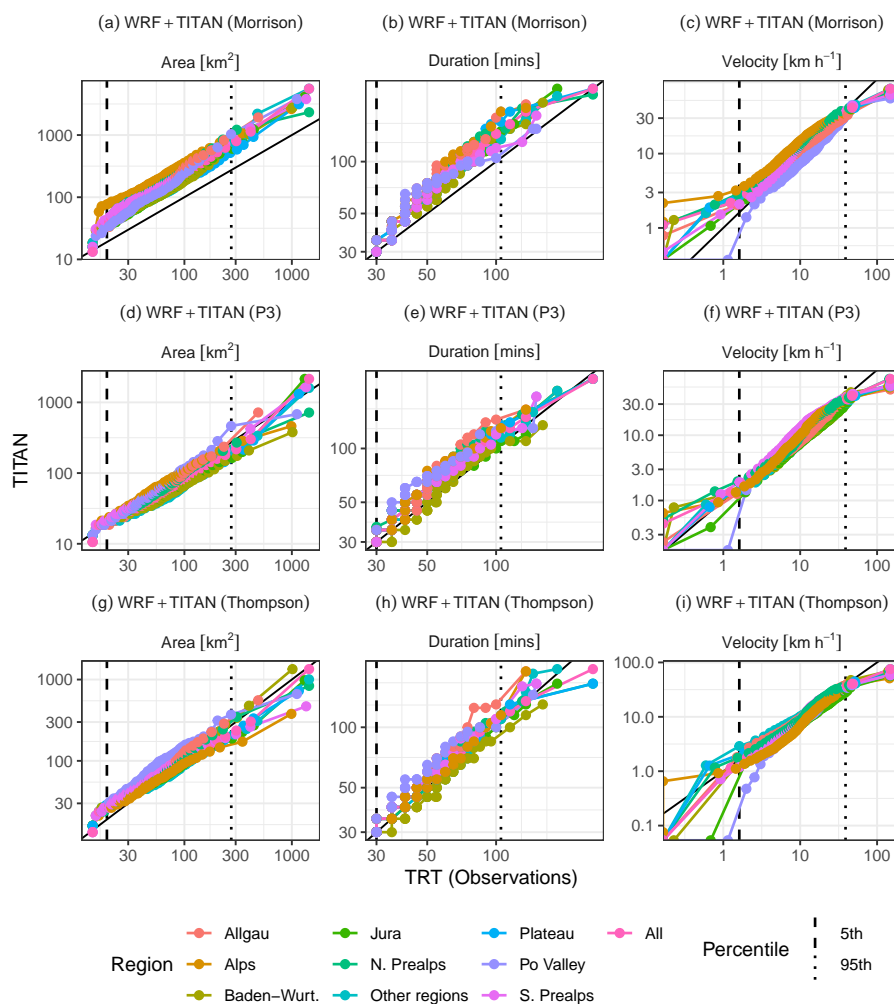 (a) WRF+TITAN (Morrison)
(b) WRF+TITAN (Morrison)
(c) WRF+TITAN (Morrison)
Area [km²]
Duration [mins]
Velocity [km h⁻¹]
1000
100
10
30
100
300
1000
100
50
30
30
50
100
30
10
3
1
1
10
100
(d) WRF+TITAN (P3)
(e) WRF+TITAN (P3)
(f) WRF+TITAN (P3)
Area [km²]
Duration [mins]
Velocity [km h⁻¹]
TITAN
1000
100
10
30
100
300
1000
100
50
30
30
50
100
30.0
10.0
3.0
1.0
0.3
1
10
100
(g) WRF+TITAN (Thompson)
(h) WRF+TITAN (Thompson)
(i) WRF+TITAN (Thompson)
Area [km²]
Duration [mins]
Velocity [km h⁻¹]
1000
300
100
30
30
100
300
1000
100
50
30
30
50
100
100.0
10.0
1.0
0.1
1
10
100
TRT (Observations)
Region
Allgau
Alps
Baden−Wurt.
Jura
N. Prealps
Other regions
Plateau
Po Valley
S. Prealps
All
Percentile
5th
95th